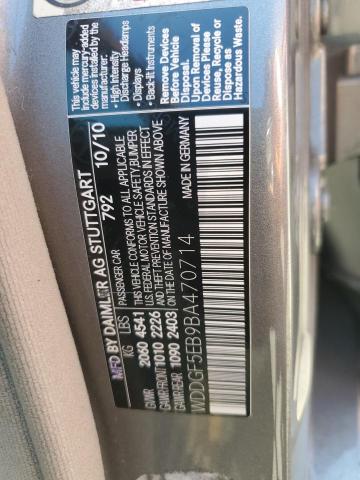 This vehicle may
include mercury-added
devices installed by the
manufacturer:
• High Intensity
Discharge Headlamps
• Displays
• Back-lit Instruments
Remove Devices
Before Vehicle
Disposal.
Upon Removal of
Devices Please
Reuse, Recycle or
Dispose as
Hazardous Waste.
MFD BY DAIMLER AG STUTTGART
792 10/10
PASSENGER CAR
KG LBS
GVWR 2060 4541
GAWR FRONT 1010 2226
GAWR REAR 1090 2403
THIS VEHICLE CONFORMS TO ALL APPLICABLE
U.S. FEDERAL MOTOR VEHICLE SAFETY, BUMPER
AND THEFT PREVENTION STANDARDS IN EFFECT
ON THE DATE OF MANUFACTURE SHOWN ABOVE.
MADE IN GERMANY
WDDGF5EB9BA470714